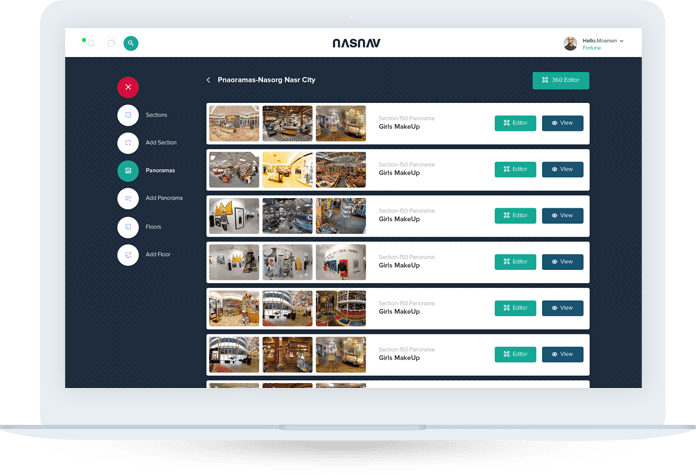 NASNAV
Hello,Moamen
Fortune
Pnaoramas-Nasorg Nasr City
360 Editor
Sections
Add Section
Panoramas
Add Panorama
Floors
Add Floor
Section-150 Panorama
Girls MakeUp
Editor
View
Section-150 Panorama
Girls MakeUp
Editor
View
Section-150 Panorama
Girls MakeUp
Editor
View
Section-150 Panorama
Girls MakeUp
Editor
View
Section-150 Panorama
Girls MakeUp
Editor
View
Section-150 Panorama
Girls MakeUp
Editor
View